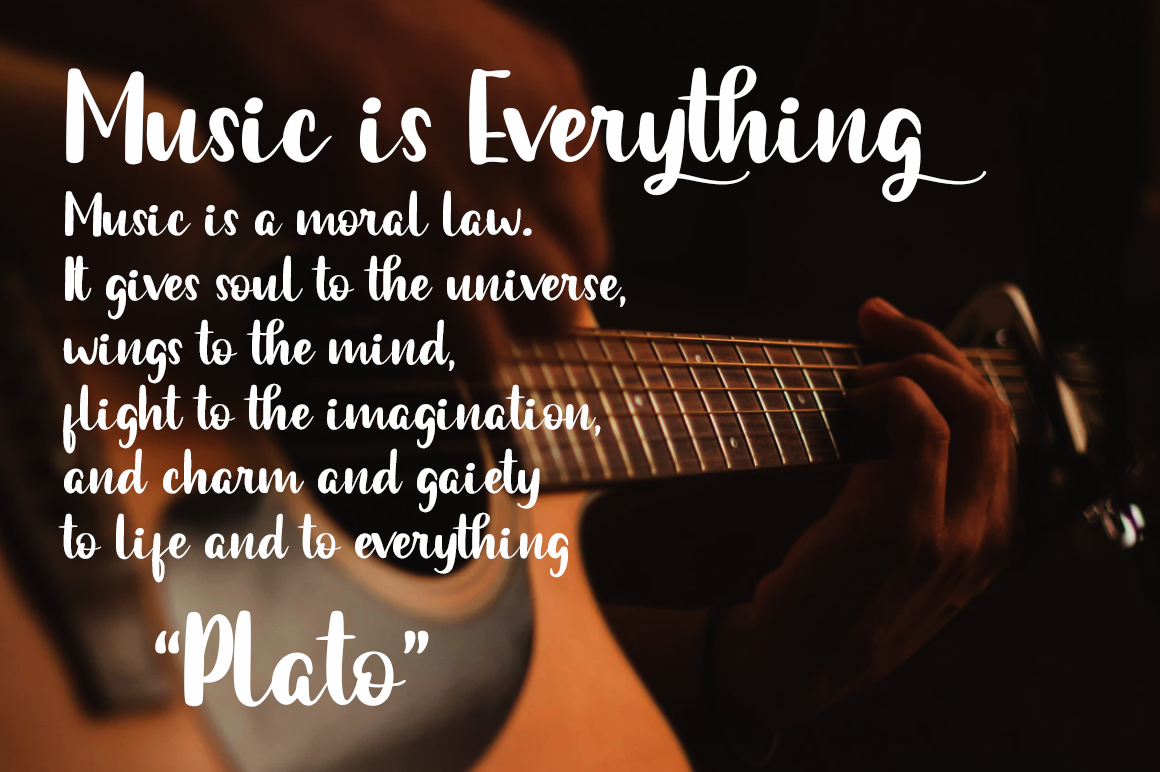 Music is Everything
Music is a moral law.
It gives soul to the universe,
wings to the mind,
flight to the imagination,
and charm and gaiety
to life and to everything
“Plato”